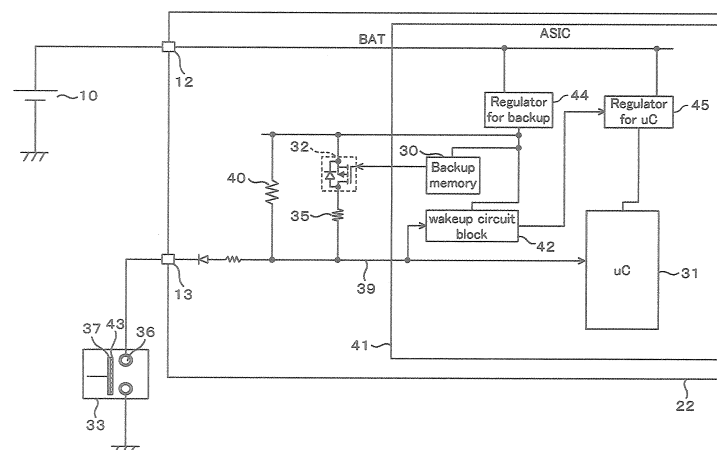 BAT
ASIC
12
10
Regulator
for backup
44
Regulator
for uC
45
32
30
Backup
memory
40
35
wakeup circuit
block
42
13
39
uC
31
37
43
36
41
33
22